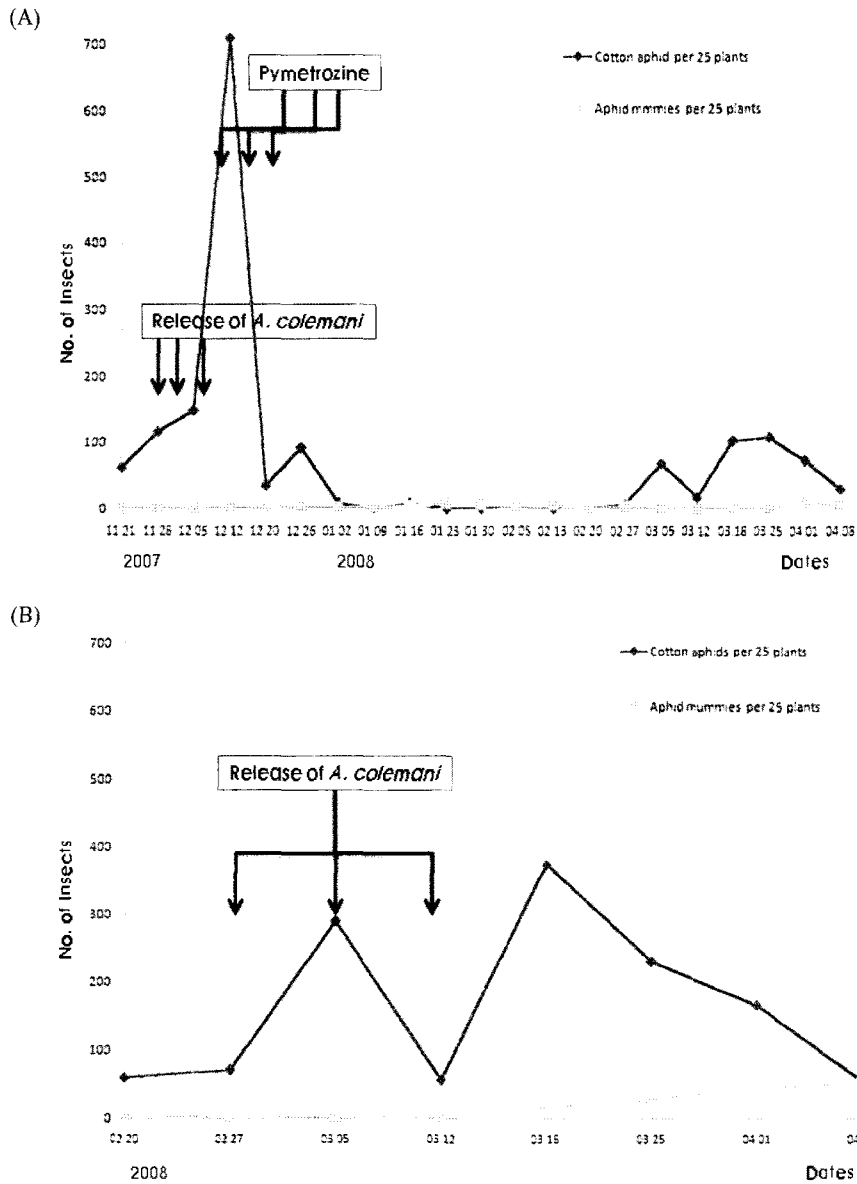 (A)
700
600
500
400
300
200
100
0
No. of Insects
Pymetrozine
Release of A. colemani
Cotton aphid per 25 plants
Aphid mmmies per 25 plants
11 21 11 28 12 05 12 12 12 20 12 26 01 02 01 09 01 16 01 23 01 30 02 05 02 13 02 20 02 27 03 05 03 12 03 18 03 25 04 01 04 08
2007 2008 Dates
(B)
700
600
500
400
300
200
100
0
No. of Insects
Release of A. colemani
Cotton aphids per 25 plants
Aphid mummies per 25 plants
02 20 02 27 03 05 03 12 03 18 03 25 04 01 04
2008 Dates